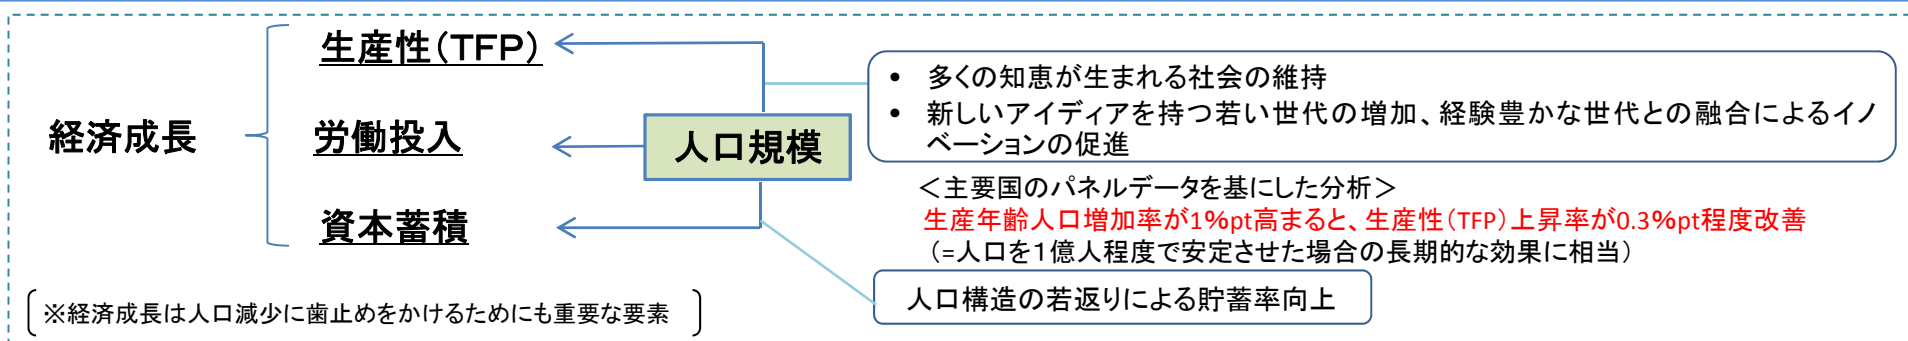 生産性(TFP)
経済成長
労働投入
資本蓄積
人口規模
• 多くの知恵が生まれる社会の維持
• 新しいアイディアを持つ若い世代の増加、経験豊かな世代との融合によるイノ
ベーションの促進
＜主要国のパネルデータを基にした分析＞
生産年齢人口増加率が1%pt高まると、生産性(TFP)上昇率が0.3%pt程度改善
(=人口を1億人程度で安定させた場合の長期的な効果に相当)
人口構造の若返りによる貯蓄率向上
※経済成長は人口減少に歯止めをかけるためにも重要な要素